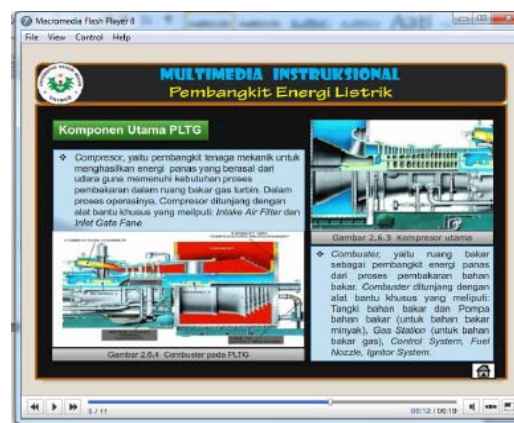 Macromedia Flash Player 8
File View Control Help
MULTIMEDIA INSTRUKSIONAL
Pembangkit Energi Listrik
Komponen Utama PLTG
❖ Compresor, yaitu pembangkit tenaga mekanik untuk
menghasilkan energi panas yang berasal dari
udara guna memenuhi kebutuhan proses
pembakaran dalam ruang bakar gas turbin. Dalam
proses operasinya, Compresor ditunjang dengan
alat bantu khusus yang meliputi: Intake Air Filter dan
Inlet Gate Fane.
Gambar 2.6.4 Combuster pada PLTG
Gambar 2.6.3 Kompresor utama
❖ Combuster, yaitu ruang bakar
sebagai pembangkit energi panas
dari proses pembakaran bahan
bakar. Combuster ditunjang dengan
alat bantu khusus yang meliputi:
Tangki bahan bakar dan Pompa
bahan bakar (untuk bahan bakar
minyak), Gas Station (untuk bahan
bakar gas), Control System, Fuel
Nozzle, Ignitor System.
5 / 11
00:12 / 00:19